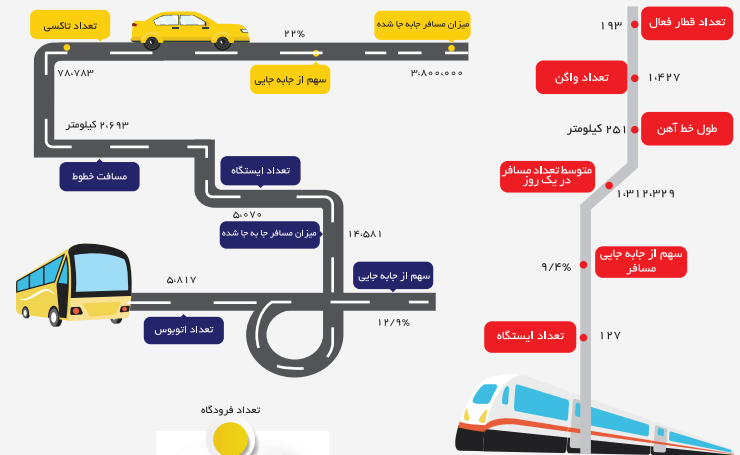 تعداد تاکسی
۷۸،۷۸۳
۲۲%
سهم از جابه جایی
میزان مسافر جابه جا شده
۳،۸۰۰،۰۰۰
۲،۶۹۳ کیلومتر
مسافت خطوط
تعداد ایستگاه
۵،۰۷۰
میزان مسافر جا به جا شده
۱۴،۵۸۱
سهم از جابه جایی
۱۲/۹%
۵،۸۱۷
تعداد اتوبوس
تعداد فرودگاه
تعداد قطار فعال
۱۹۳
تعداد واگن
۱،۴۲۷
طول خط آهن
۲۵۱ کیلومتر
متوسط تعداد مسافر
در یک روز
۱،۳۱۲،۳۲۹
سهم از جابه جایی
مسافر
۹/۴%
تعداد ایستگاه
۱۲۷